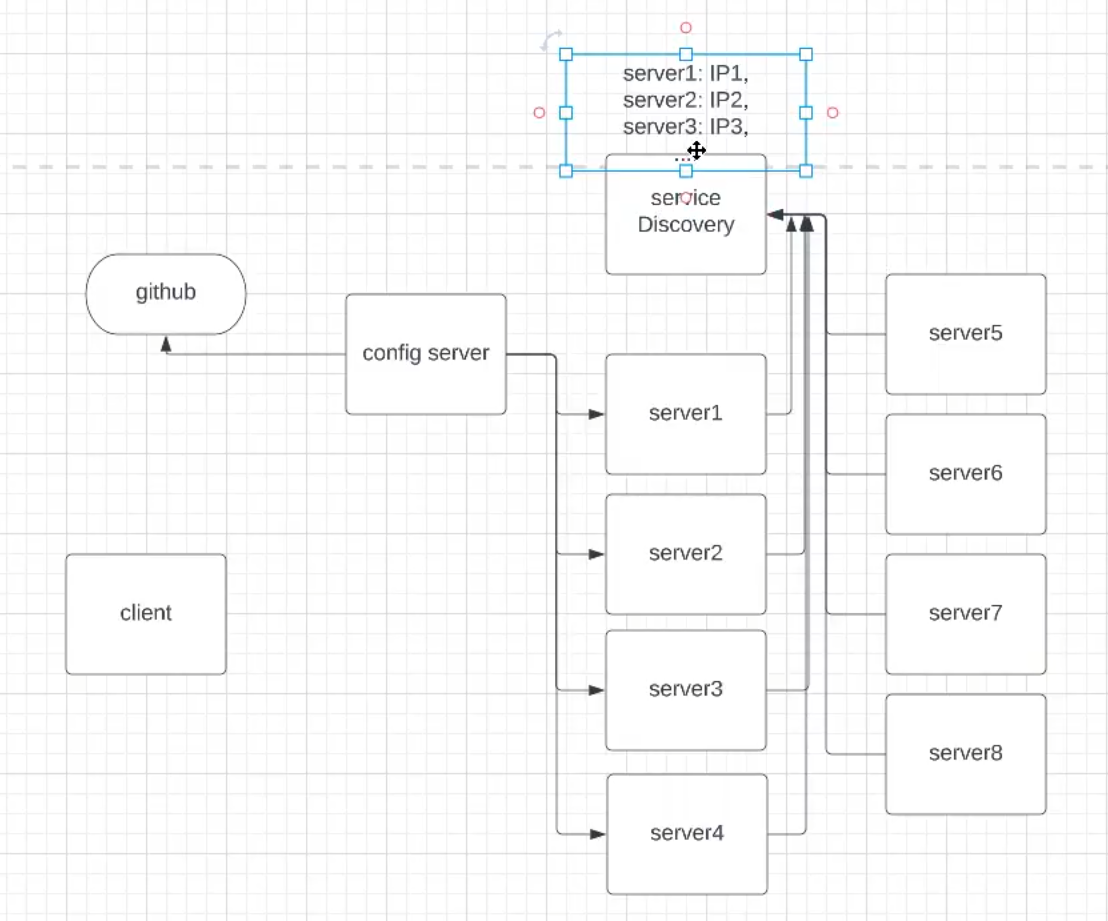 server1: IP1,
server2: IP2,
server3: IP3,
...
service
Discovery
github
config server
server1
server2
server3
server4
server5
server6
server7
server8
client